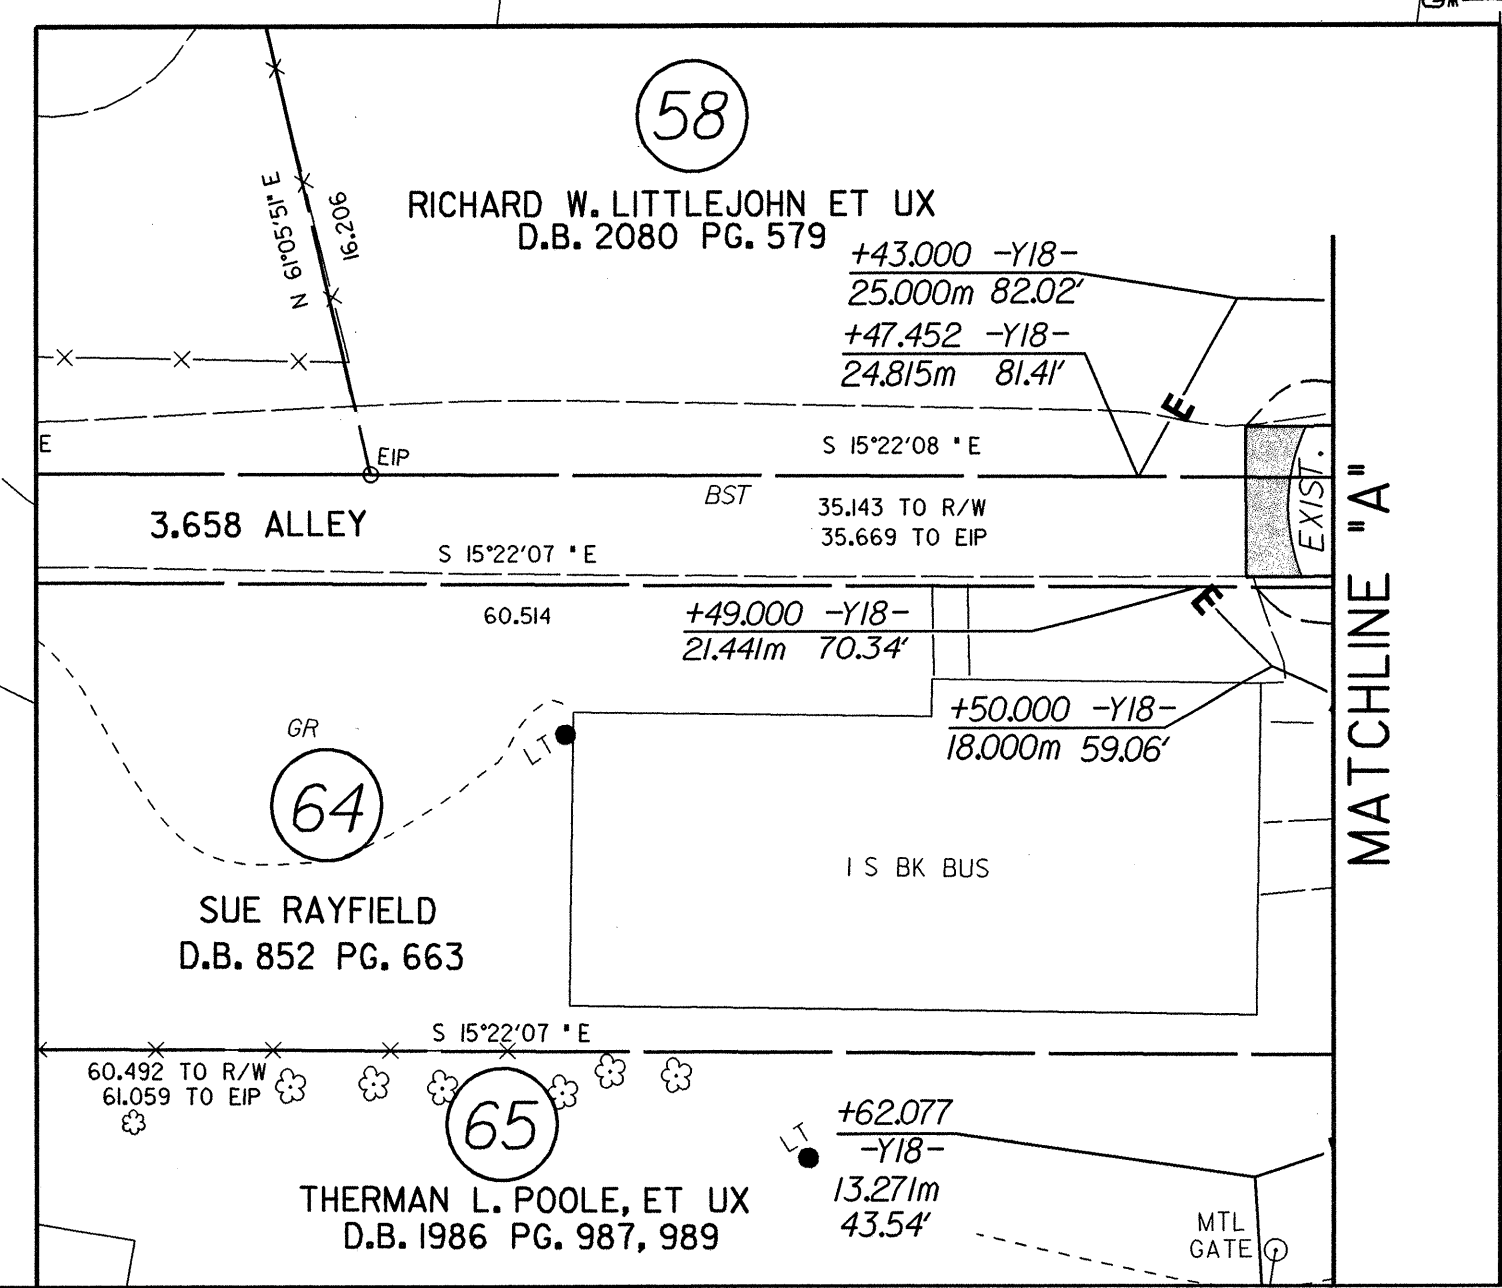 58
RICHARD W. LITTLEJOHN ET UX
D.B. 2080 PG. 579
N 61°05'51" E
16.206
+43.000 -Y18-
25.000m 82.02'
+47.452 -Y18-
24.815m 81.41'
E
E
S 15°22'08 " E
EIP
BST
35.143 TO R/W
35.669 TO EIP
EXIST.
3.658 ALLEY
S 15°22'07 " E
60.514
+49.000 -Y18-
21.441m 70.34'
E
MATCHLINE "A"
+50.000 -Y18-
18.000m 59.06'
GR
LT
64
1 S BK BUS
SUE RAYFIELD
D.B. 852 PG. 663
S 15°22'07 " E
60.492 TO R/W
61.059 TO EIP
65
LT
+62.077
-Y18-
13.271m
43.54'
THERMAN L. POOLE, ET UX
D.B. 1986 PG. 987, 989
MTL
GATE